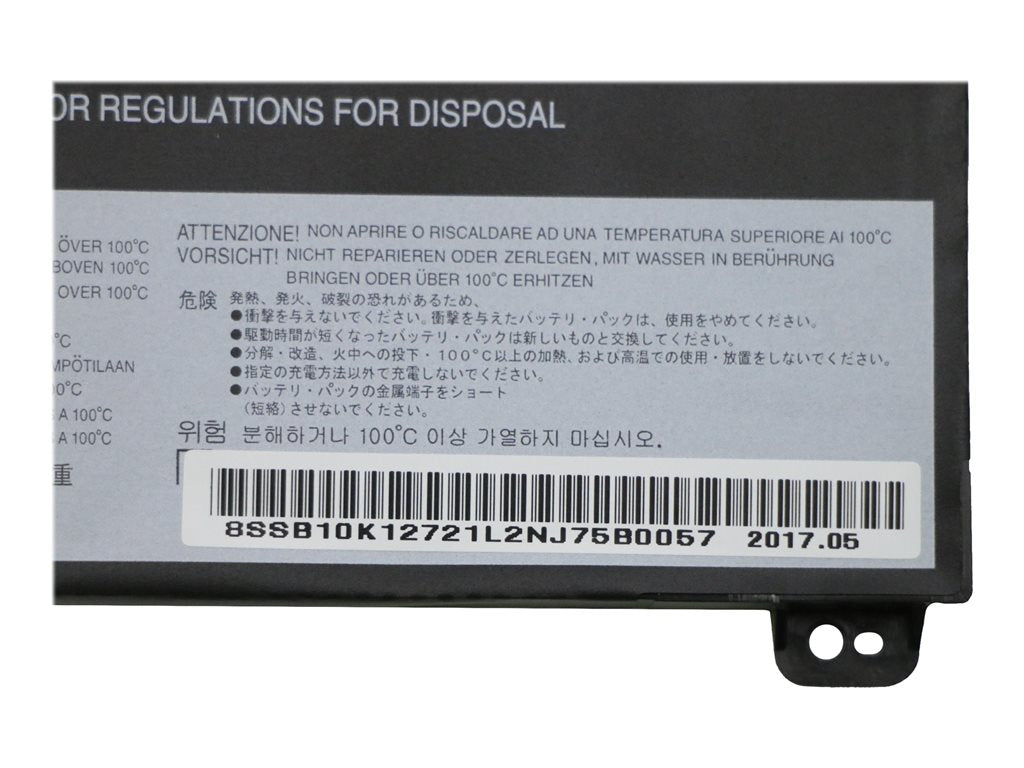 OR REGULATIONS FOR DISPOSAL
ÖVER 100°C
BOVEN 100°C
OVER 100°C
°C
MPÖTILAAN
00°C
A 100°C
A 100°C
重
ATTENZIONE! NON APRIRE O RISCALDARE AD UNA TEMPERATURA SUPERIORE AI 100°C
VORSICHT! NICHT REPARIEREN ODER ZERLEGEN, MIT WASSER IN BERÜHRUNG
BRINGEN ODER ÜBER 100°C ERHITZEN
危険 発熱、発火、破裂の恐れがあるため、
●衝撃を与えないでください。衝撃を与えたバッテリ・パックは、使用をやめてください。
●駆動時間が短くなったバッテリ・パックは新しいものと交換してください。
●分解・改造、火中への投下・100°C以上の加熱、および高温での使用・放置をしないでください。
●指定の充電方法以外で充電しないでください。
●バッテリ・パックの金属端子をショート
(短絡)させないでください。
위험 분해하거나 100°C 이상 가열하지 마십시오.
8SSB10K12721L2NJ75B0057 2017.05